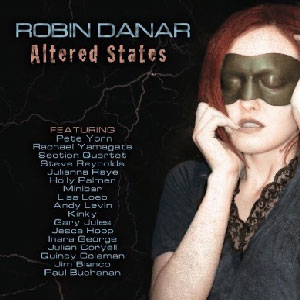 ROBIN DANAR
Altered States
FEATURING
Pete Yorn
Rachael Yamagata
Section Quartet
Steve Reynolds
Julianna Raye
Holly Palmer
Minibar
Lisa Loeb
Andy Levin
Kinky
Gary Jules
Jesca Hoop
Inara George
Julian Coryell
Quincy Coleman
Jim Bianco
Paul Buchanan